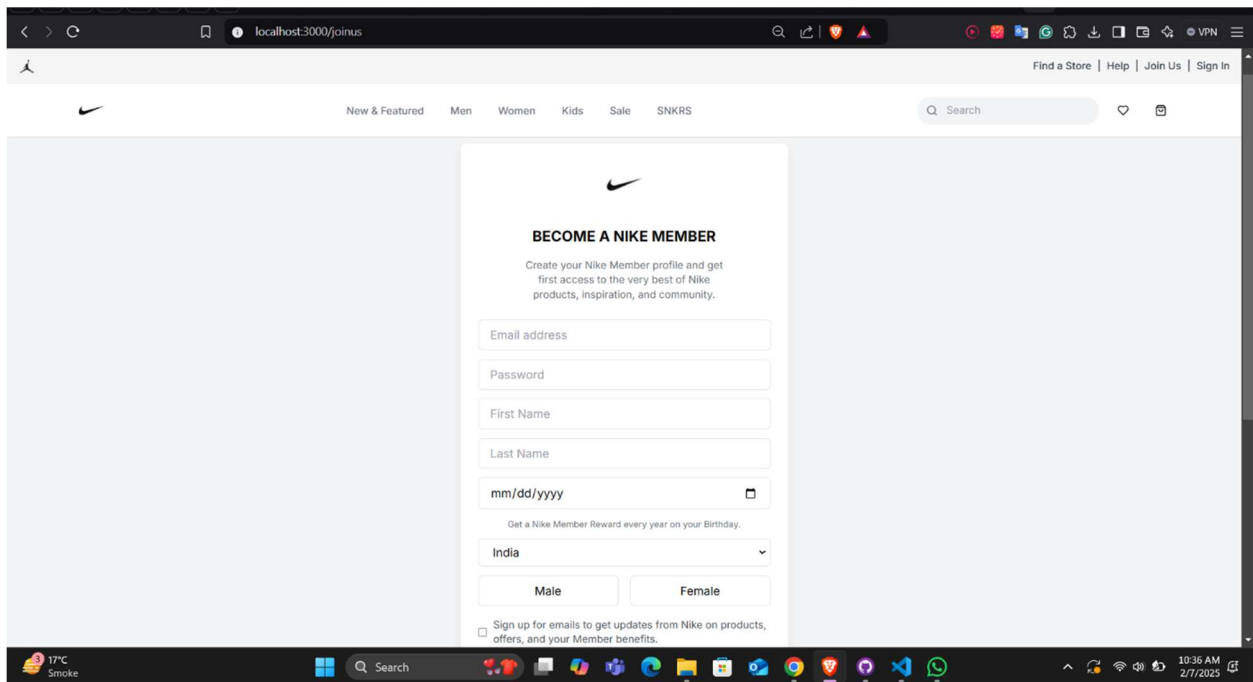 localhost:3000/joinus
VPN
Find a Store | Help | Join Us | Sign In
New & Featured Men Women Kids Sale SNKRS
Search
BECOME A NIKE MEMBER
Create your Nike Member profile and get
first access to the very best of Nike
products, inspiration, and community.
Email address
Password
First Name
Last Name
mm/dd/yyyy
Get a Nike Member Reward every year on your Birthday.
India
Male Female
Sign up for emails to get updates from Nike on products,
offers, and your Member benefits.
3
17°C
Smoke
Search
10:36 AM
2/7/2025